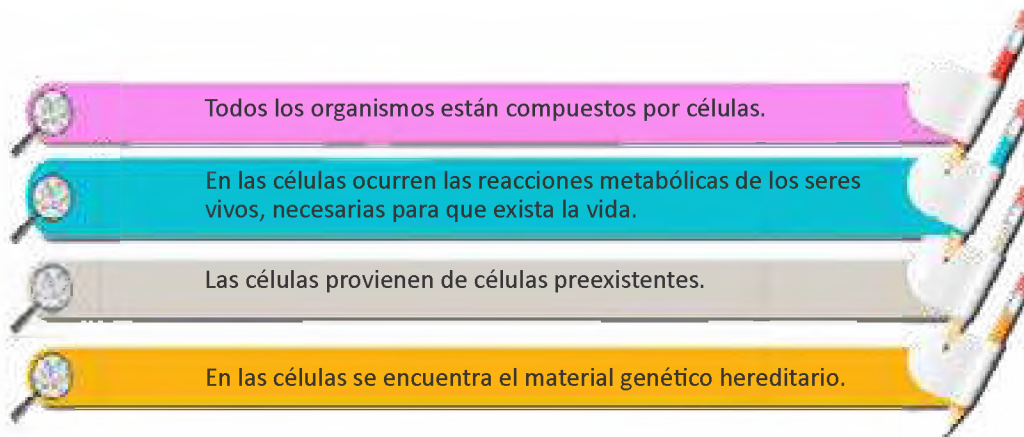 Todos los organismos están compuestos por células.
En las células ocurren las reacciones metabólicas de los seres
vivos, necesarias para que exista la vida.
Las células provienen de células preexistentes.
En las células se encuentra el material genético hereditario.